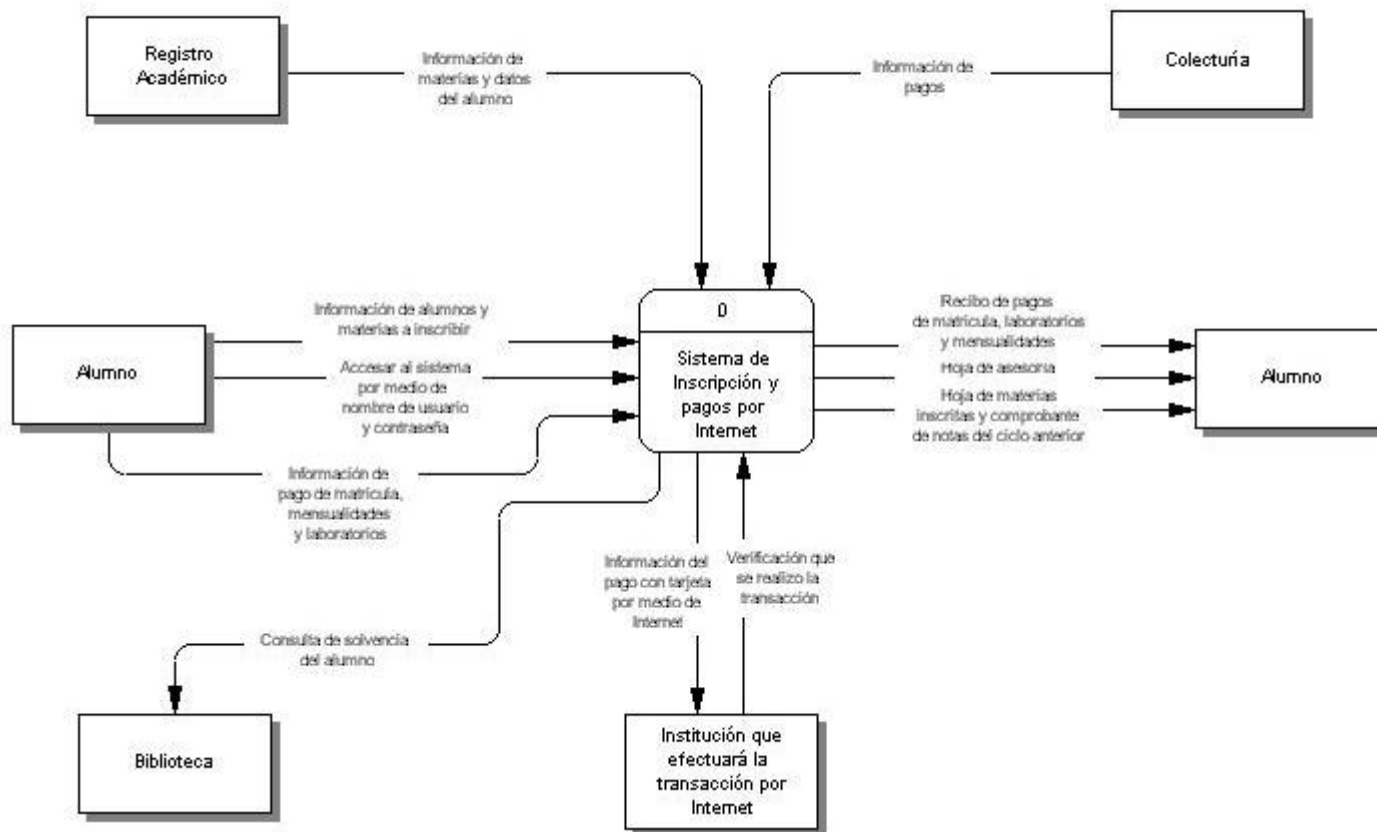 Registro
Académico
Información de
materias y datos
del alumno
Información de
pagos
Colecturía
Alumno
Información de alumnos y
materias a inscribir
Accesar al sistema
por medio de
nombre de usuario
y contraseña
Información de
pago de matricula,
mensualidades
y laboratorios
0
Sistema de
Inscripción y
pagos por
Internet
Recibo de pagos
de matricula, laboratorios
y mensualidades
Hoja de asesoria
Hoja de materias
inscritas y comprobante
de notas del ciclo anterior
Alumno
Información del
pago con tarjeta
por medio de
Internet
Verificación que
se realizo la
transacción
Consulta de solvencia
del alumno
Biblioteca
Institución que
efectuará la
transacción por
Internet